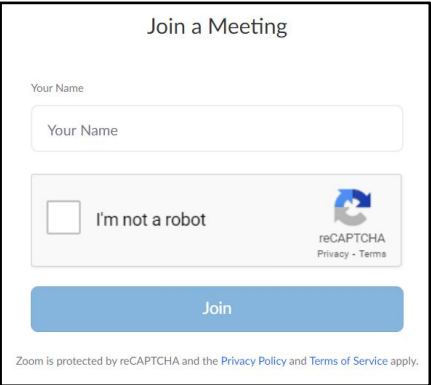 Join a Meeting
Your Name
Your Name
I'm not a robot
reCAPTCHA
Privacy - Terms
Join
Zoom is protected by reCAPTCHA and the Privacy Policy and Terms of Service apply.